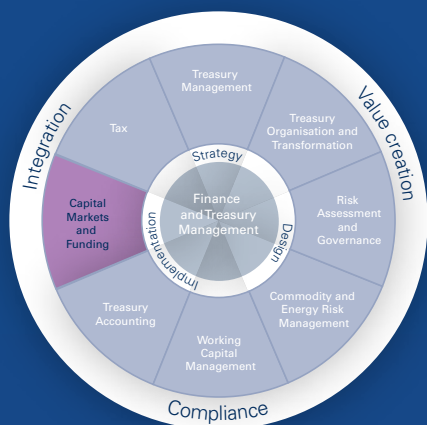 Integration
Value creation
Compliance
Treasury
Management
Treasury
Organisation and
Transformation
Risk
Assessment
and
Governance
Commodity and
Energy Risk
Management
Working
Capital
Management
Treasury
Accounting
Capital
Markets
and
Funding
Tax
Strategy
Design
Implementation
Finance
and Treasury
Management